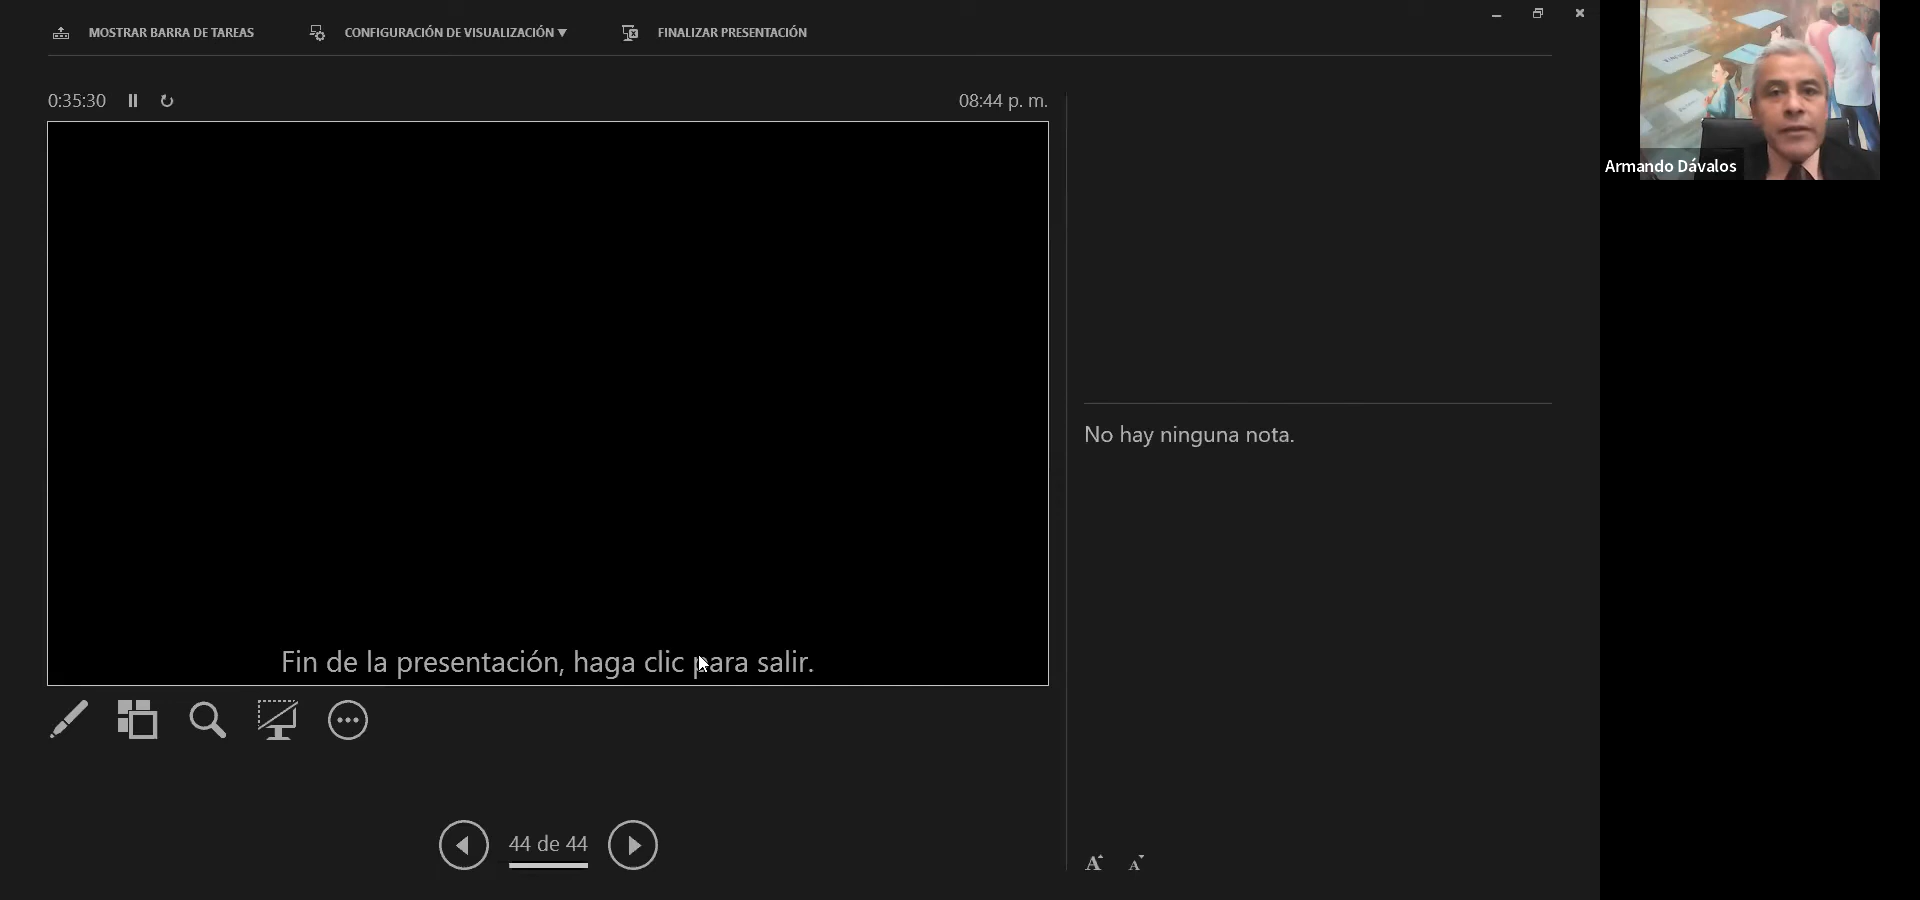 MOSTRAR BARRA DE TAREAS
CONFIGURACIÓN DE VISUALIZACIÓN ▼
FINALIZAR PRESENTACIÓN
0:35:30
08:44 p. m.
Armando Dávalos
Fin de la presentación, haga clic para salir.
No hay ninguna nota.
44 de 44
A A